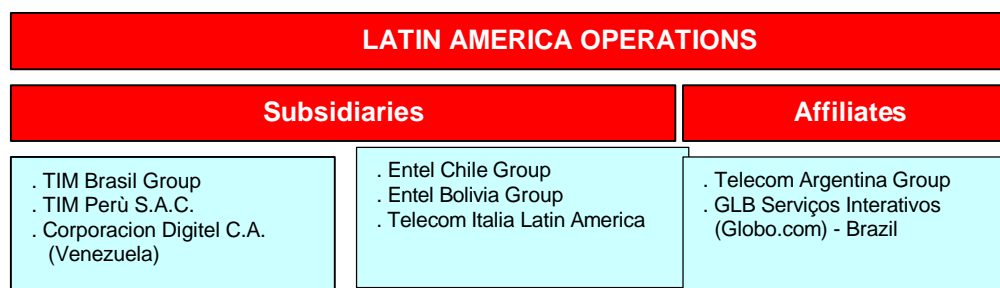 LATIN AMERICA OPERATIONS
Subsidiaries
Affiliates
. TIM Brasil Group
. TIM Perù S.A.C.
. Corporacion Digitel C.A.
(Venezuela)
. Entel Chile Group
. Entel Bolivia Group
. Telecom Italia Latin America
. Telecom Argentina Group
. GLB Serviços Interativos
(Globo.com) - Brazil